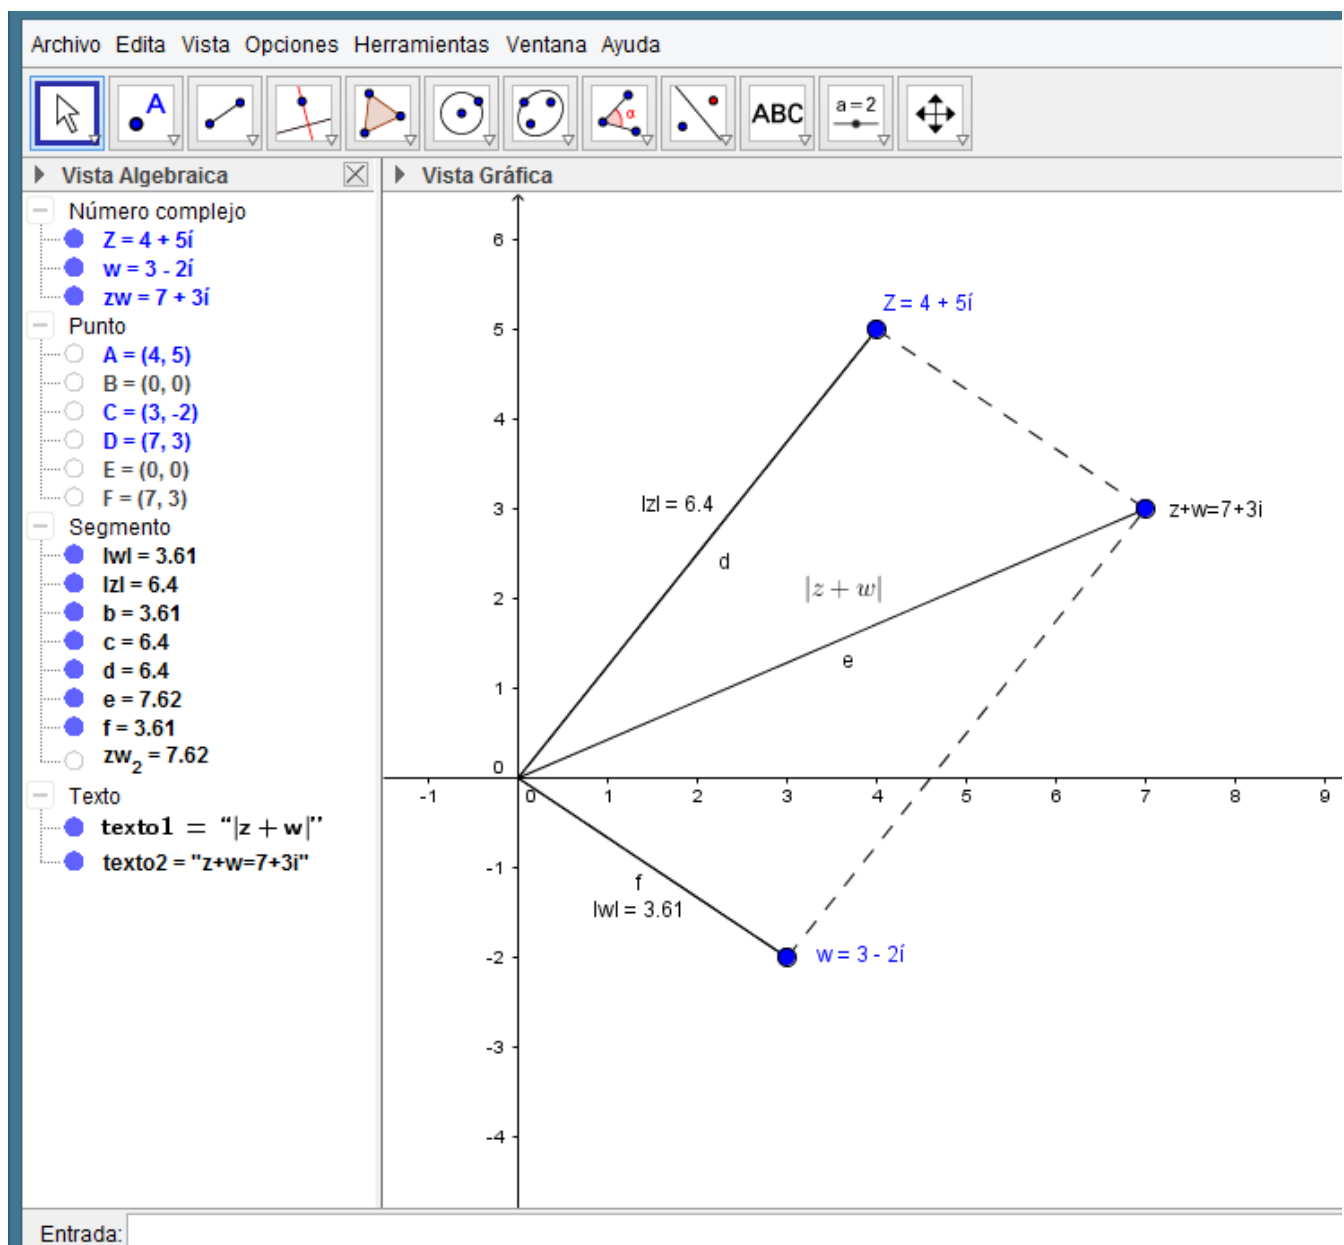 Archivo Edita Vista Opciones Herramientas Ventana Ayuda
A
α
ABC
a = 2
Vista Algebraica
Vista Gráfica
Número complejo
Z = 4 + 5í
w = 3 - 2í
zw = 7 + 3í
Punto
A = (4, 5)
B = (0, 0)
C = (3, -2)
D = (7, 3)
E = (0, 0)
F = (7, 3)
Segmento
lwl = 3.61
lzl = 6.4
b = 3.61
c = 6.4
d = 6.4
e = 7.62
f = 3.61
zw₂ = 7.62
Texto
texto1 = “|z + w|”
texto2 = "z+w=7+3i"
6
Z = 4 + 5í
5
4
3
lzl = 6.4
z+w=7+3i
d
2
|z + w|
e
1
0
-1 0 1 2 3 4 5 6 7 8 9
-1
f
lwl = 3.61
-2
w = 3 - 2í
-3
-4
Entrada: